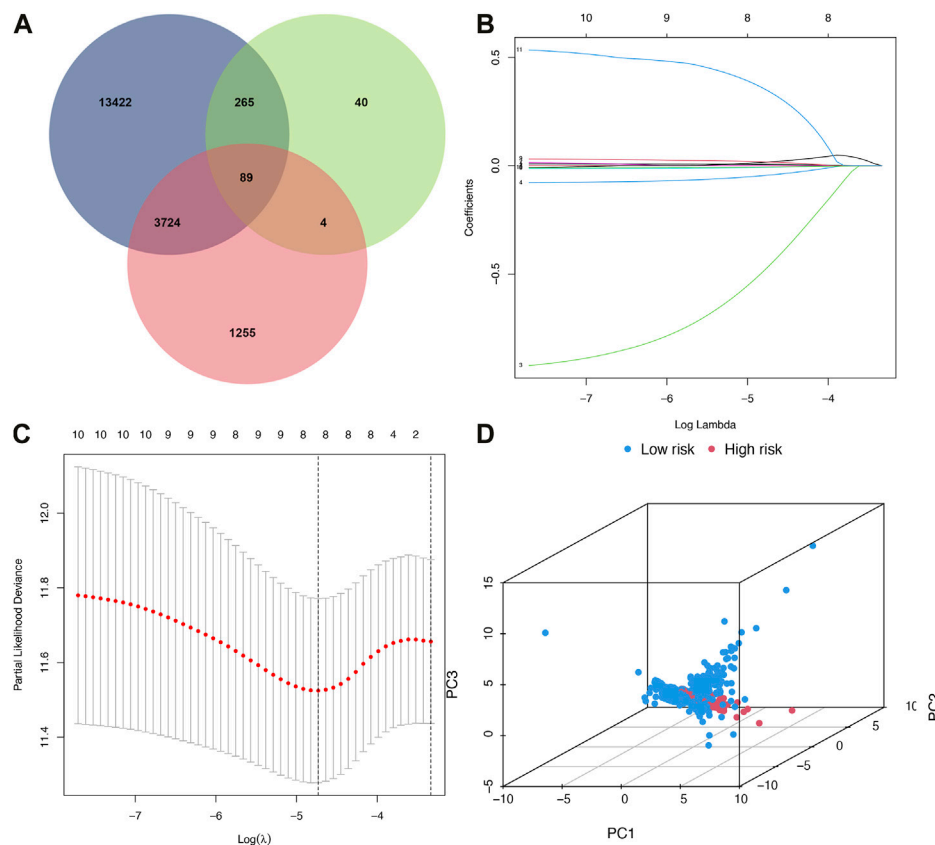 A
13422
265
40
89
3724
4
1255
B
10 9 8 8
0.5
0.0
−0.5
Coefficients
11
4
3
−7 −6 −5 −4
Log Lambda
C
10 10 10 10 9 9 9 8 9 9 8 8 8 8 4 2
12.0
11.8
11.6
11.4
Partial Likelihood Deviance
−7 −6 −5 −4
Log(λ)
D
Low risk High risk
15
10
5
0
−5
PC3
−10 −5 0 5 10
PC1
−10
−5
0
5
10
PC2